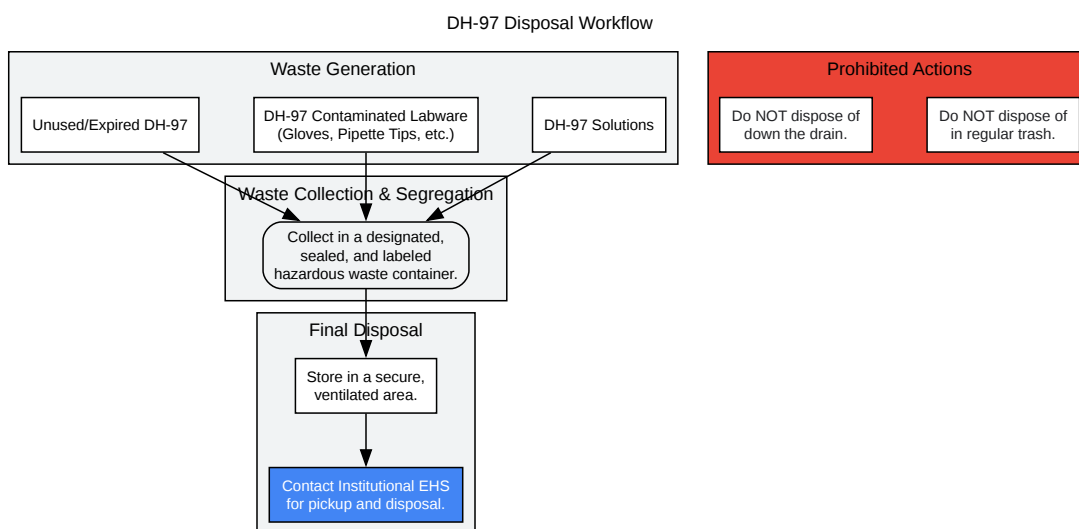 DH-97 Disposal Workflow
Waste Generation
Prohibited Actions
Unused/Expired DH-97
DH-97 Contaminated Labware
(Gloves, Pipette Tips, etc.)
DH-97 Solutions
Do NOT dispose of
down the drain.
Do NOT dispose of
in regular trash.
Waste Collection & Segregation
Collect in a designated,
sealed, and labeled
hazardous waste container.
Final Disposal
Store in a secure,
ventilated area.
Contact Institutional EHS
for pickup and disposal.